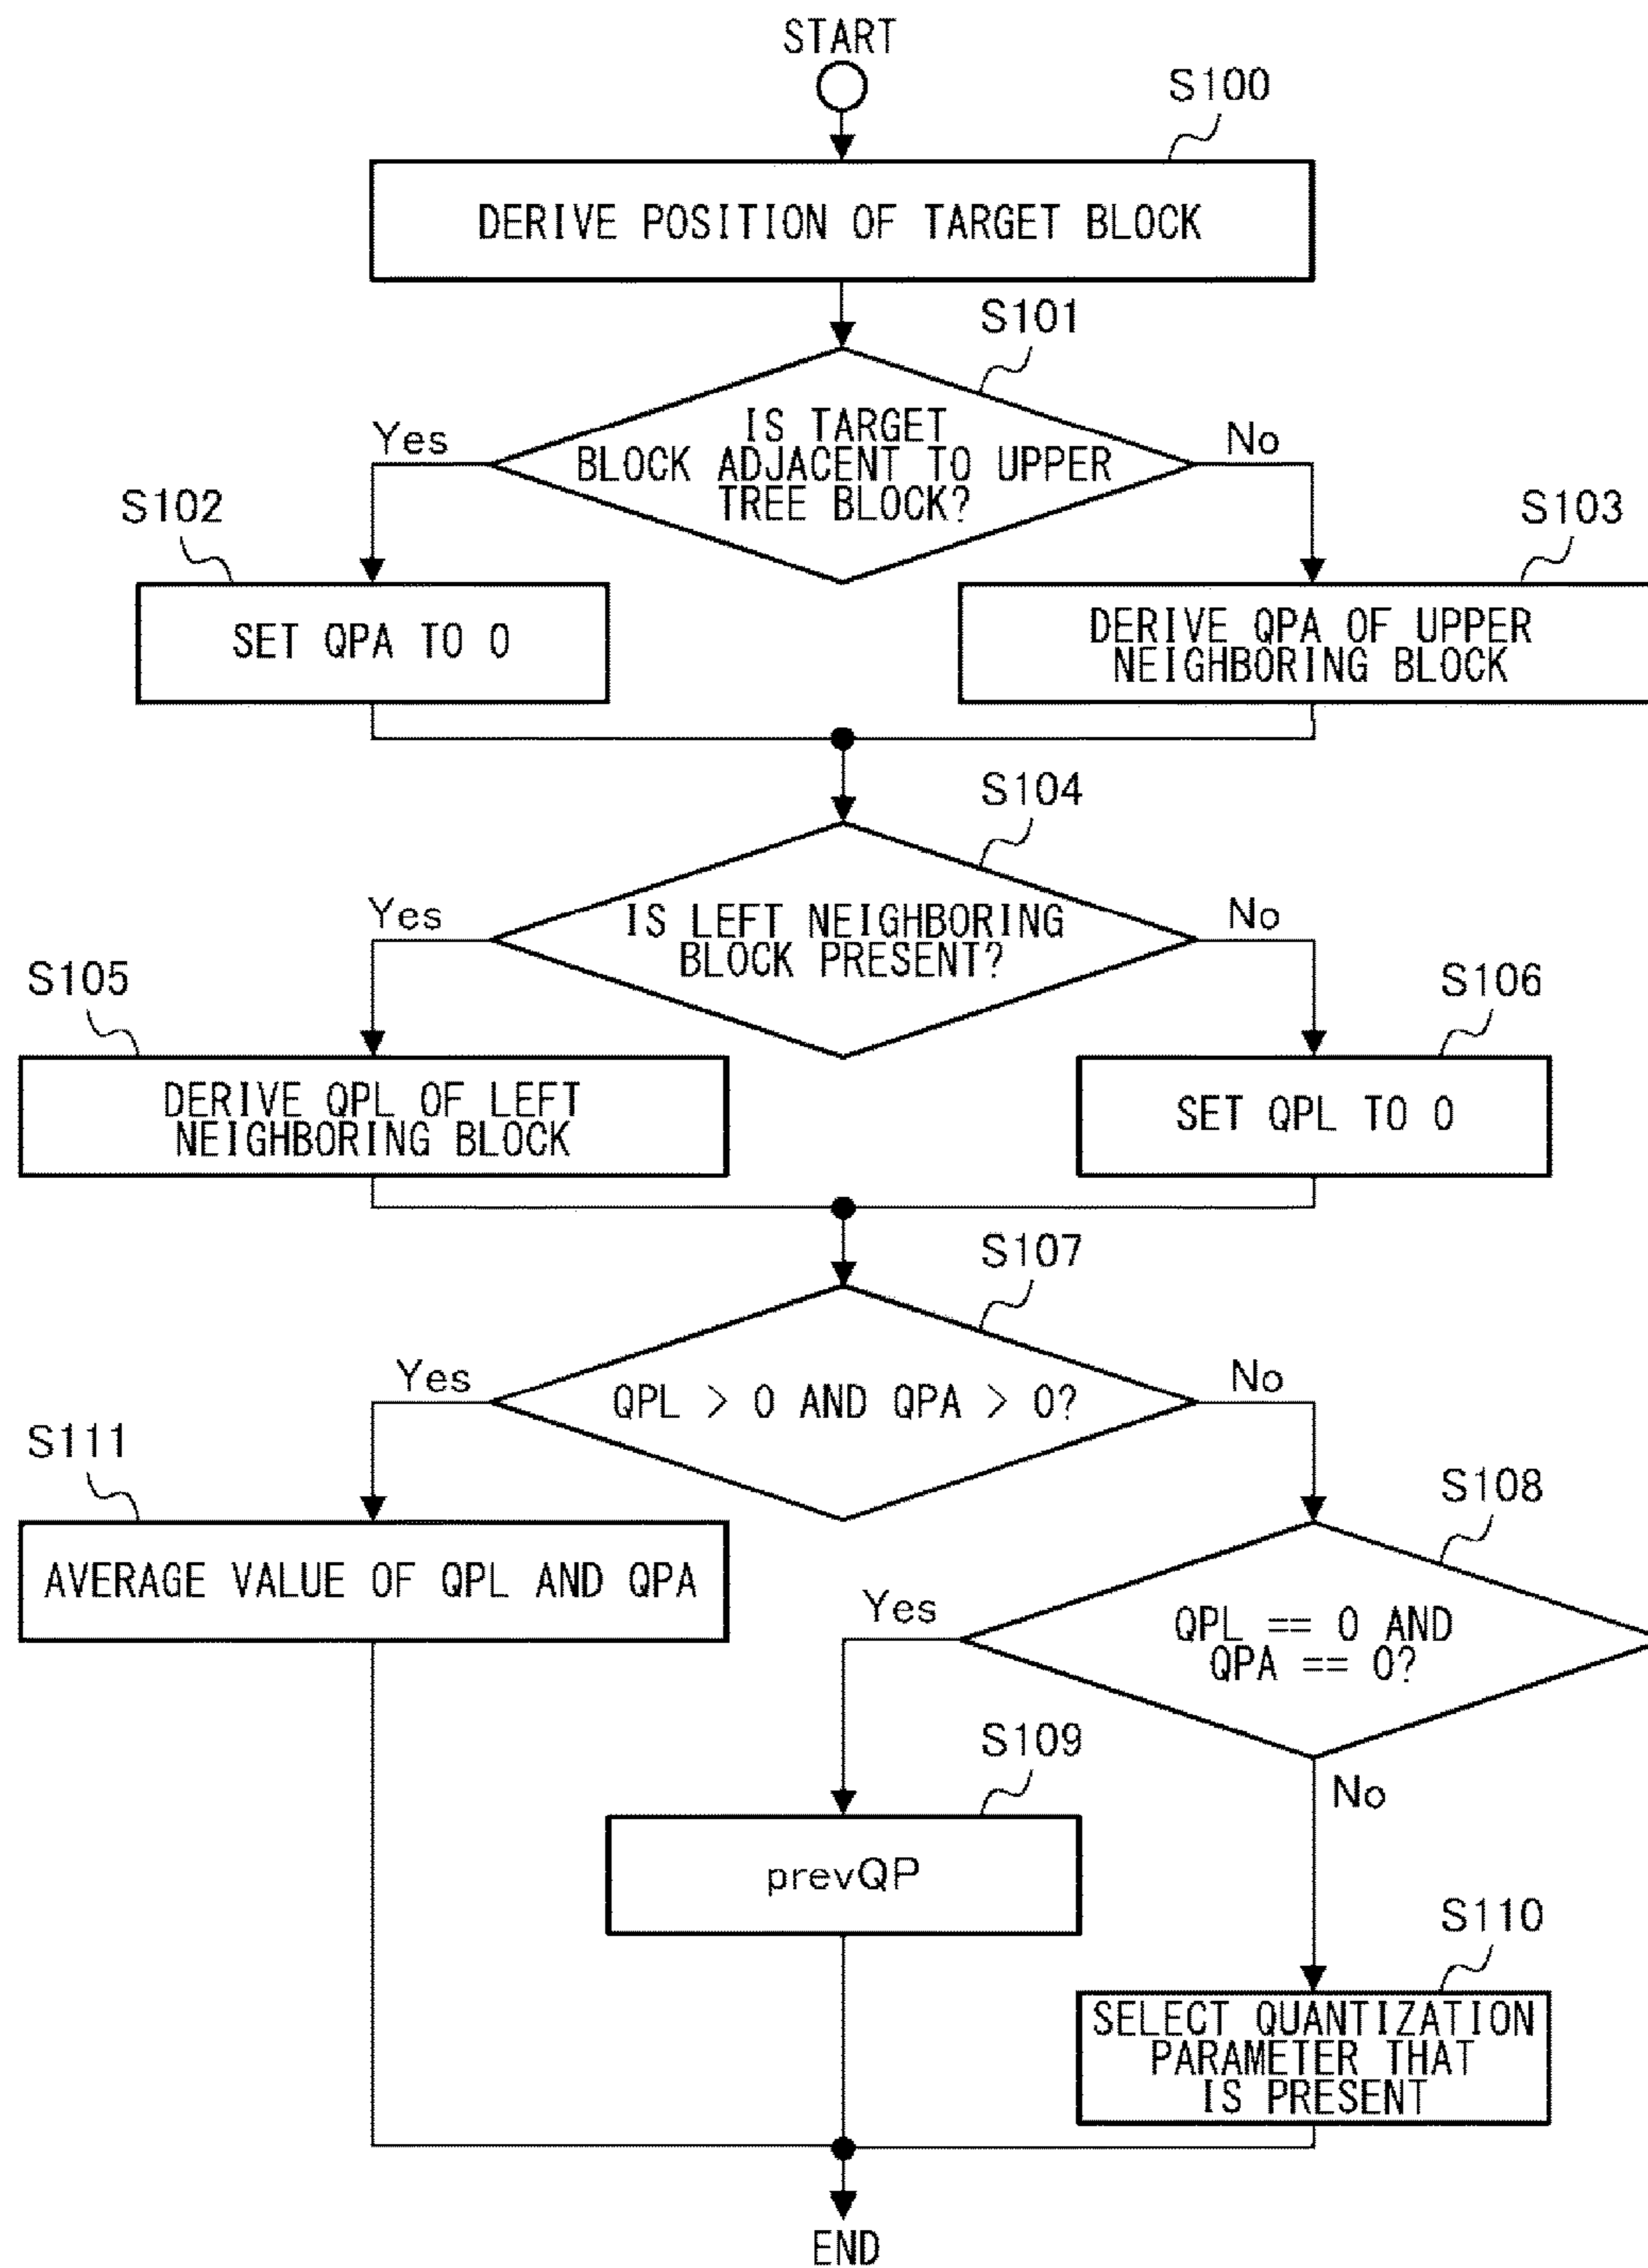 START
S100
DERIVE POSITION OF TARGET BLOCK
S101
IS TARGET
BLOCK ADJACENT TO UPPER
TREE BLOCK?
Yes
No
S102
S103
SET QPA TO 0
DERIVE QPA OF UPPER
NEIGHBORING BLOCK
S104
IS LEFT NEIGHBORING
BLOCK PRESENT?
Yes
No
S105
S106
DERIVE QPL OF LEFT
NEIGHBORING BLOCK
SET QPL TO 0
S107
QPL > 0 AND QPA > 0?
Yes
No
S111
S108
AVERAGE VALUE OF QPL AND QPA
QPL == 0 AND
QPA == 0?
Yes
No
S109
prevQP
S110
SELECT QUANTIZATION
PARAMETER THAT
IS PRESENT
END